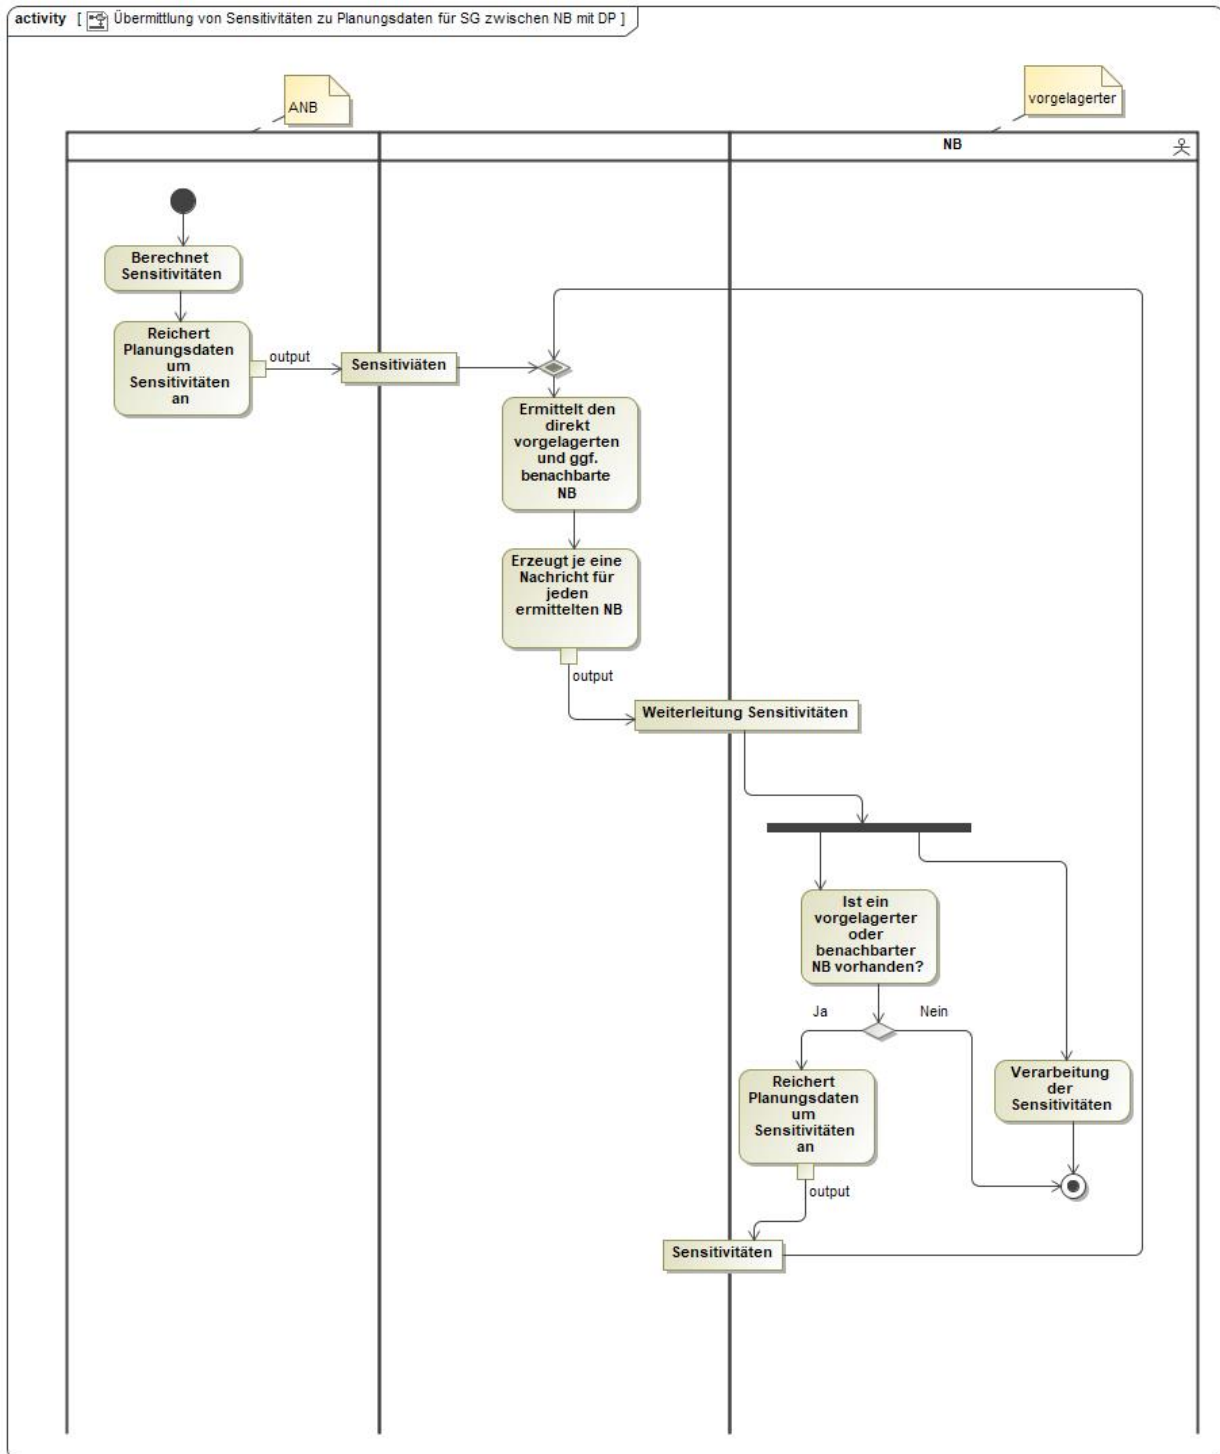 activity [ Übermittlung von Sensitivitäten zu Planungsdaten für SG zwischen NB mit DP ]
ANB
vorgelagerter
NB
Berechnet
Sensitivitäten
Reichert
Planungsdaten
um
Sensitivitäten
an
output
Sensitiviäten
Ermittelt den
direkt
vorgelagerten
und ggf.
benachbarte
NB
Erzeugt je eine
Nachricht für
jeden
ermittelten NB
output
Weiterleitung Sensitivitäten
Ist ein
vorgelagerter
oder
benachbarter
NB vorhanden?
Ja
Nein
Reichert
Planungsdaten
um
Sensitivitäten
an
Verarbeitung
der
Sensitivitäten
output
Sensitivitäten